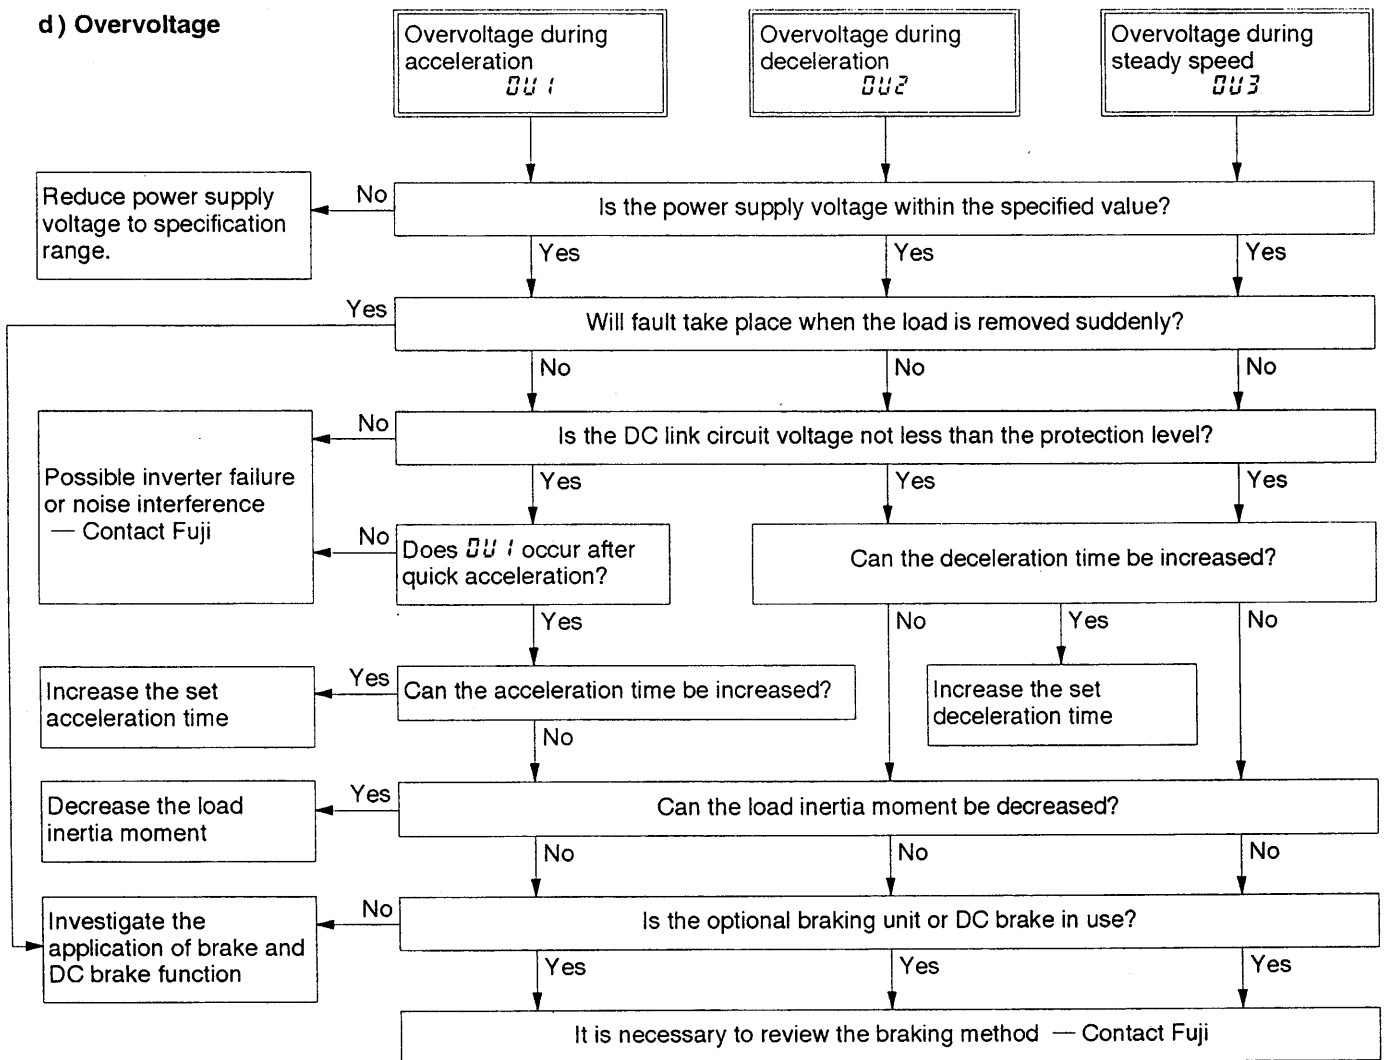 d) Overvoltage
Overvoltage during
acceleration
OU1
Overvoltage during
deceleration
OU2
Overvoltage during
steady speed
OU3
Reduce power supply
voltage to specification
range.
No
Is the power supply voltage within the specified value?
Yes
Yes
Yes
Yes
Will fault take place when the load is removed suddenly?
No
No
No
No
Is the DC link circuit voltage not less than the protection level?
Possible inverter failure
or noise interference
— Contact Fuji
Yes
Yes
Yes
No
Does OU1 occur after
quick acceleration?
Can the deceleration time be increased?
Yes
No
Yes
No
Increase the set
acceleration time
Yes
Can the acceleration time be increased?
Increase the set
deceleration time
No
Decrease the load
inertia moment
Yes
Can the load inertia moment be decreased?
No
No
No
Investigate the
application of brake and
DC brake function
No
Is the optional braking unit or DC brake in use?
Yes
Yes
Yes
It is necessary to review the braking method — Contact Fuji